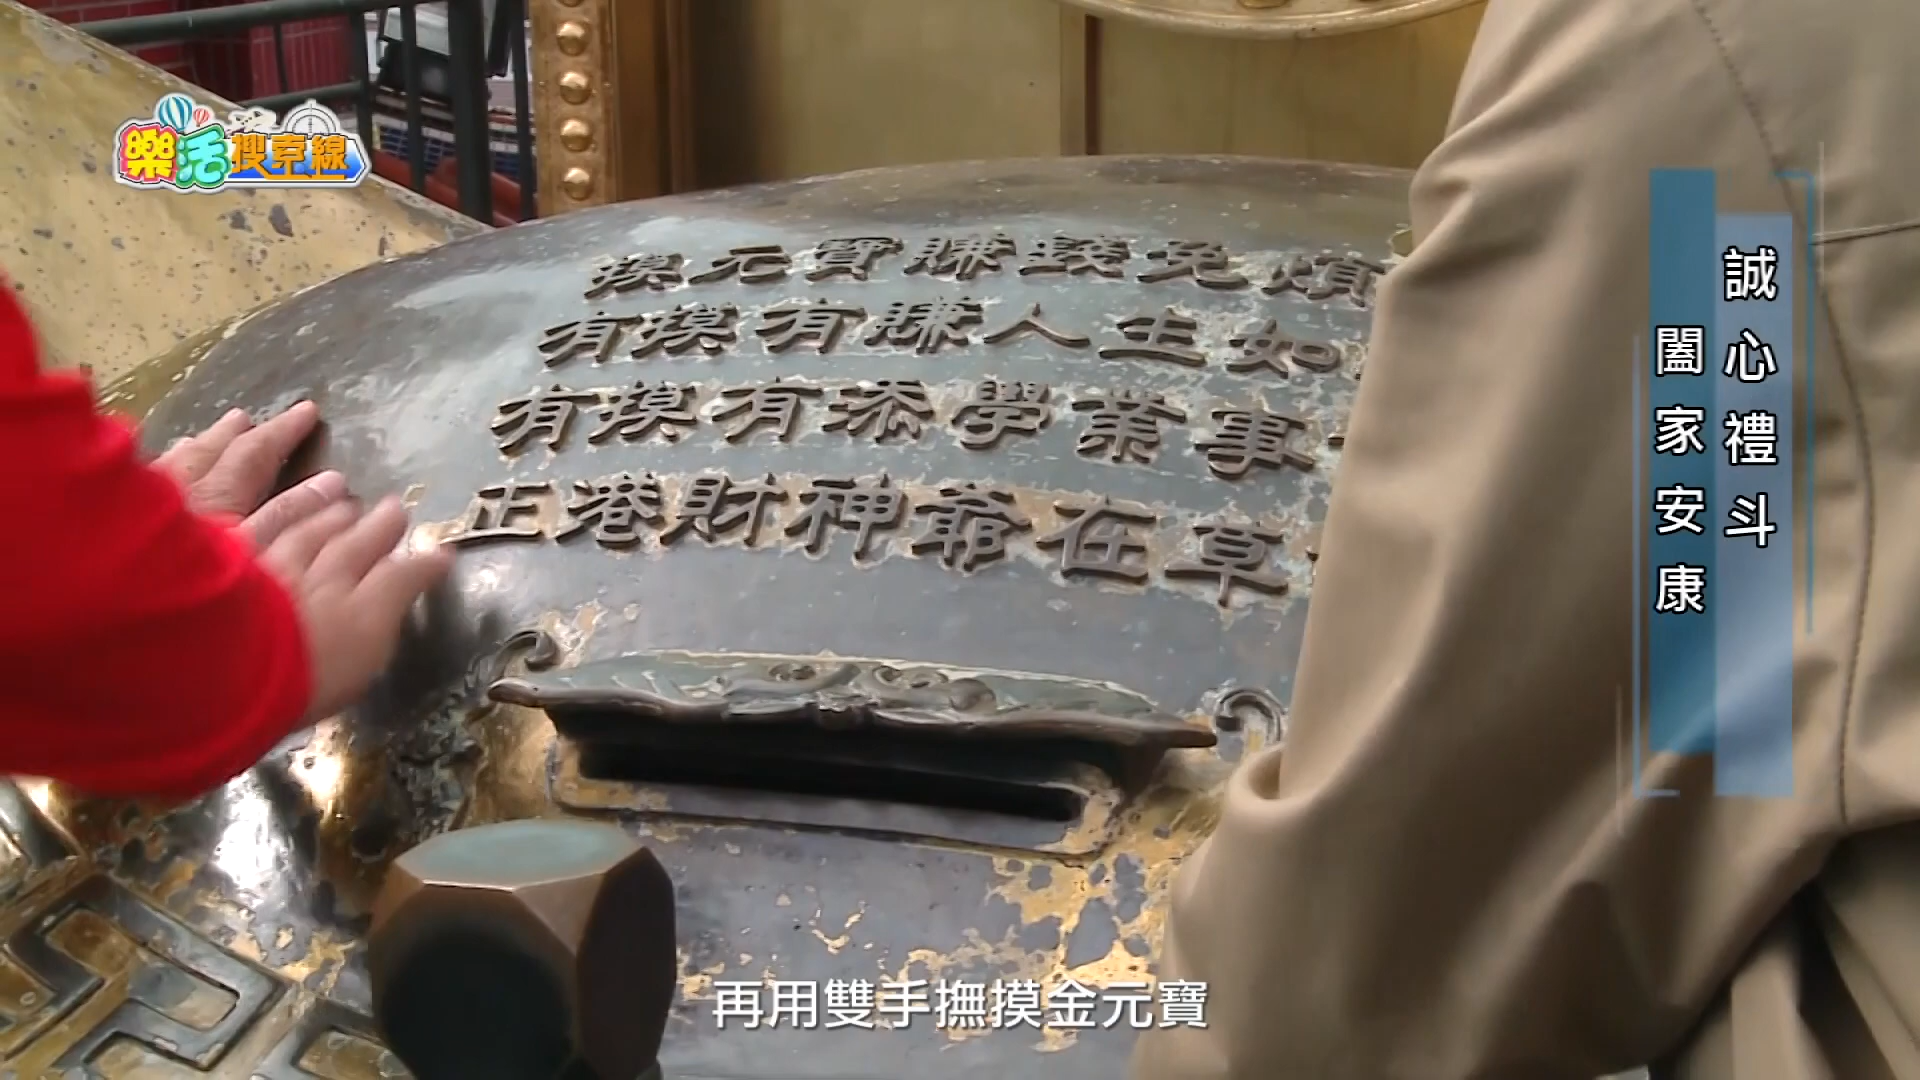 樂活搜索線
摸元寶賺錢免煩
有摸有賺人生如
有摸有添學業事
正港財神爺在草
誠心禮斗
闔家安康
再用雙手撫摸金元寶